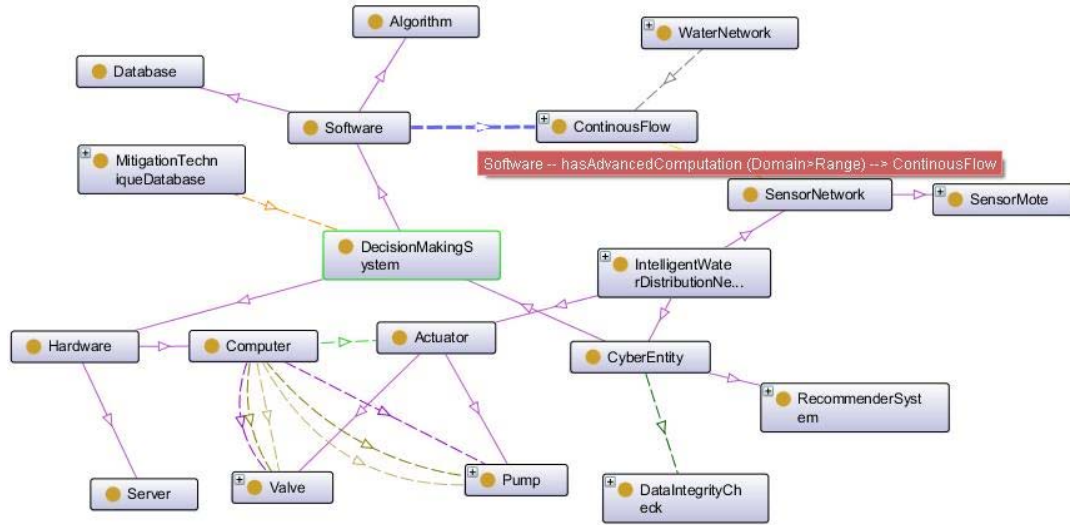 Algorithm
WaterNetwork
Database
Software
ContinousFlow
MitigationTechn
iqueDatabase
Software -- hasAdvancedComputation (Domain>Range) --> ContinousFlow
SensorNetwork
SensorMote
DecisionMakingS
ystem
IntelligentWate
rDistributionNe...
Hardware
Computer
Actuator
CyberEntity
RecommenderSyst
em
Server
Valve
Pump
DataIntegrityCh
eck